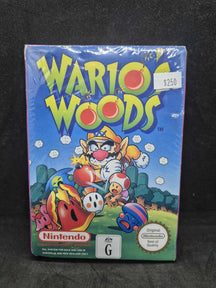 WARIO'S
$250
WOODS
TM
Nintendo
G
Original
Nintendo
Seal of
Quality